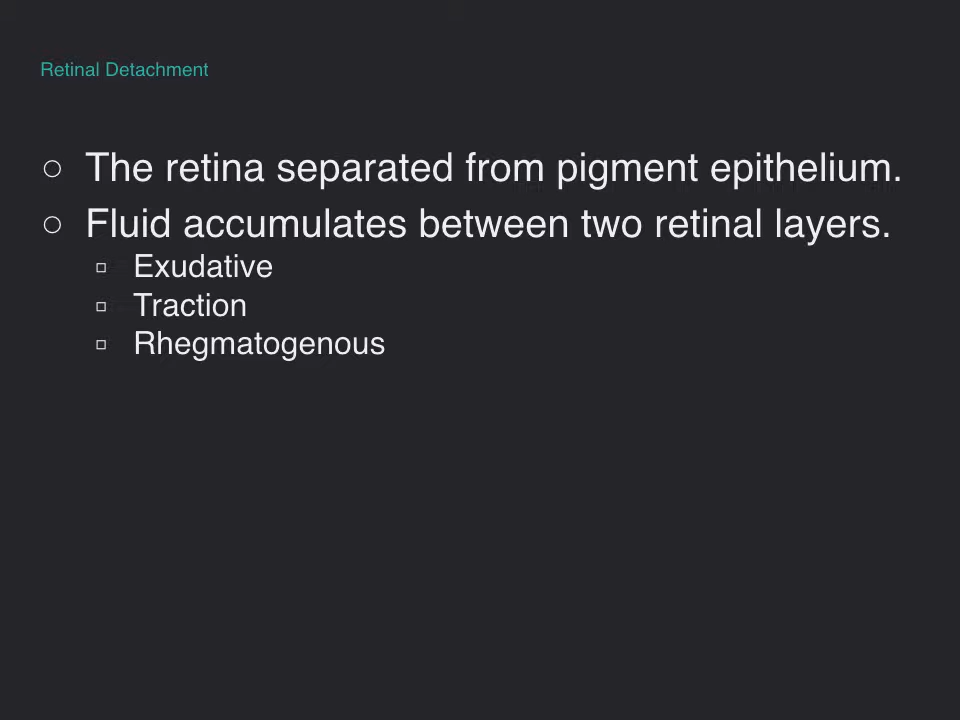 Retinal Detachment
The retina separated from pigment epithelium.
Fluid accumulates between two retinal layers.
Exudative
Traction
Rhegmatogenous